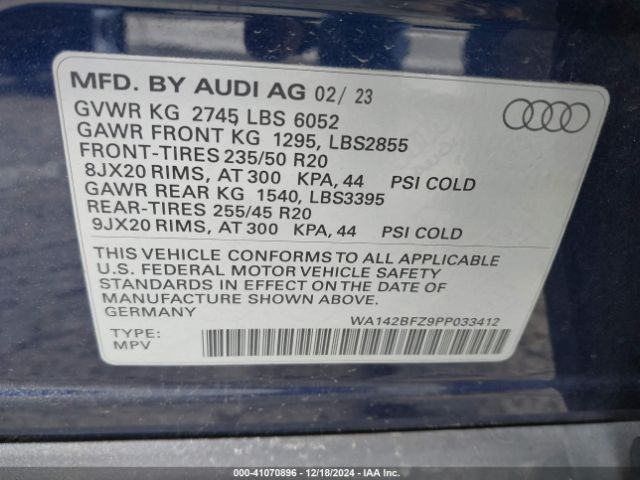 MFD. BY AUDI AG 02/ 23
GVWR KG 2745, LBS 6052
GAWR FRONT KG 1295, LBS2855
FRONT-TIRES 235/50 R20
8JX20 RIMS, AT 300 KPA, 44 PSI COLD
GAWR REAR KG 1540, LBS3395
REAR-TIRES 255/45 R20
9JX20 RIMS, AT 300 KPA, 44 PSI COLD
THIS VEHICLE CONFORMS TO ALL APPLICABLE
U.S. FEDERAL MOTOR VEHICLE SAFETY
STANDARDS IN EFFECT ON THE DATE OF
MANUFACTURE SHOWN ABOVE.
GERMANY
WA142BFZ9PP033412
TYPE:
MPV
000-41070896 - 12/18/2024 - IAA Inc.